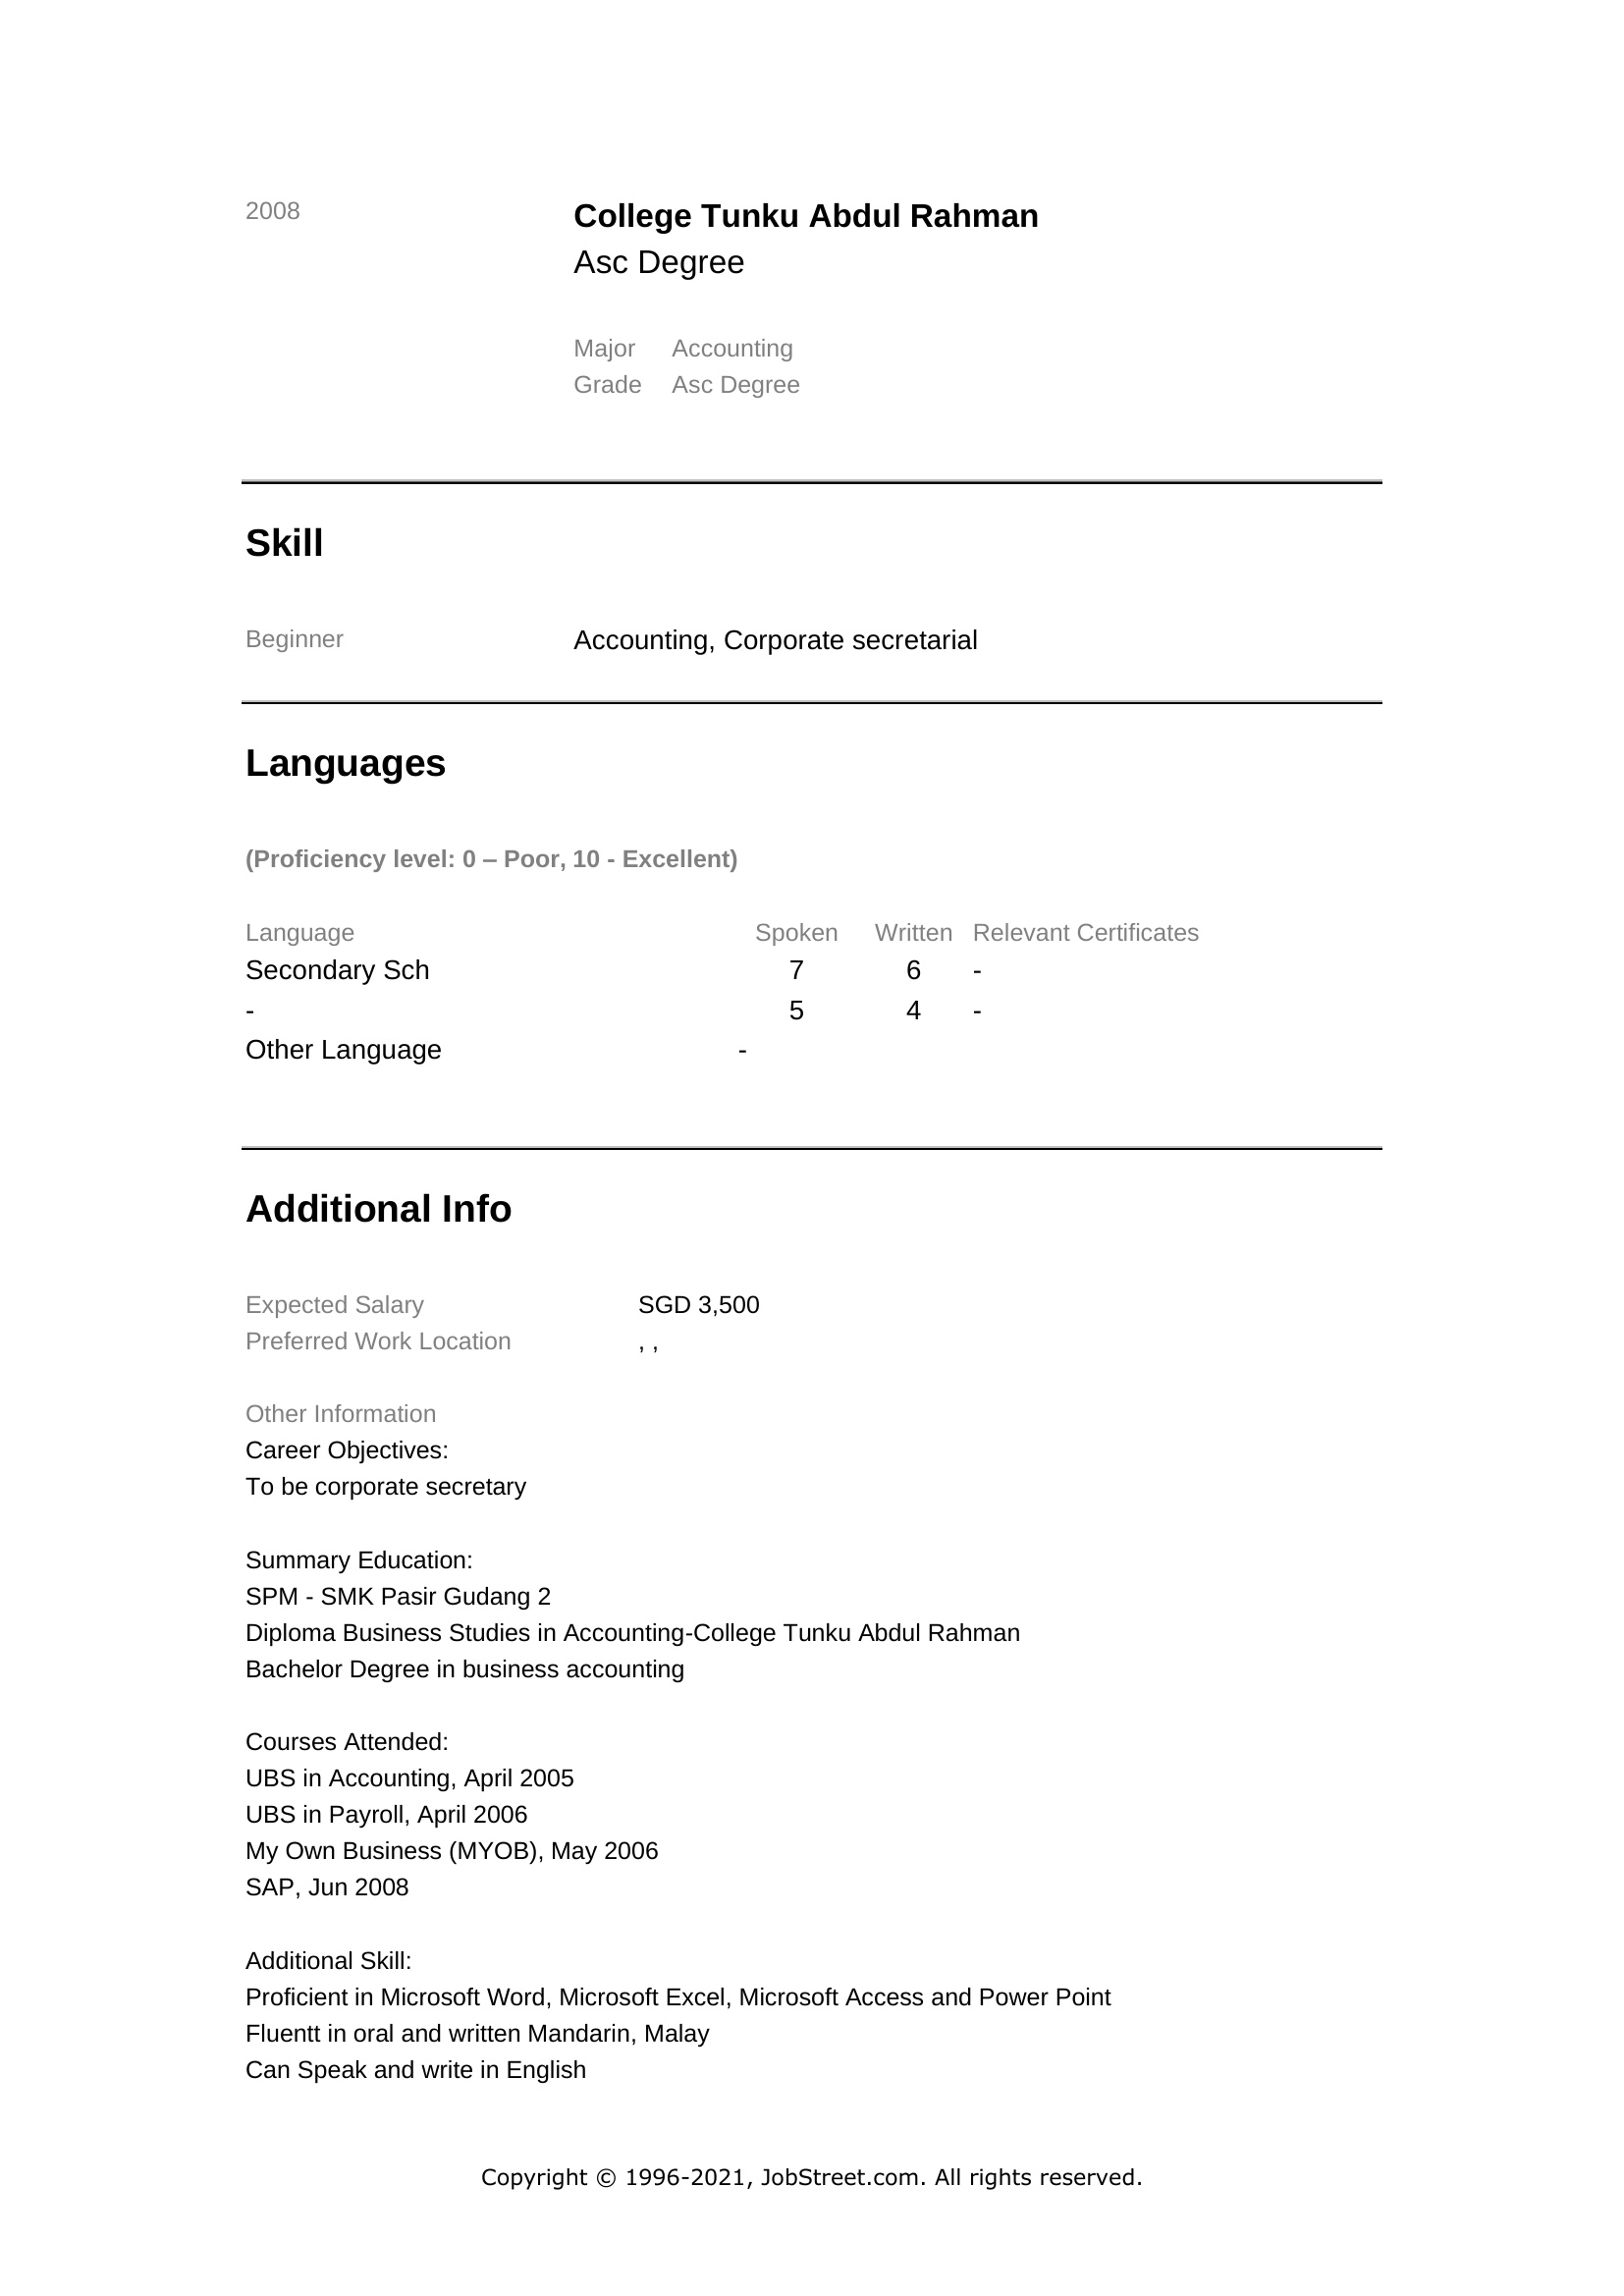 2008 College Tunku Abdul Rahman
Asc Degree
Major Accounting
Grade Asc Degree
Skill
Beginner Accounting, Corporate secretarial
Languages
(Proficiency level: 0 – Poor, 10 - Excellent)
Language Spoken Written Relevant Certificates
Secondary Sch 7 6 -
- 5 4 -
Other Language -
Additional Info
Expected Salary SGD 3,500
Preferred Work Location , ,
Other Information
Career Objectives:
To be corporate secretary
Summary Education:
SPM - SMK Pasir Gudang 2
Diploma Business Studies in Accounting-College Tunku Abdul Rahman
Bachelor Degree in business accounting
Courses Attended:
UBS in Accounting, April 2005
UBS in Payroll, April 2006
My Own Business (MYOB), May 2006
SAP, Jun 2008
Additional Skill:
Proficient in Microsoft Word, Microsoft Excel, Microsoft Access and Power Point
Fluentt in oral and written Mandarin, Malay
Can Speak and write in English
Copyright © 1996-2021, JobStreet.com. All rights reserved.